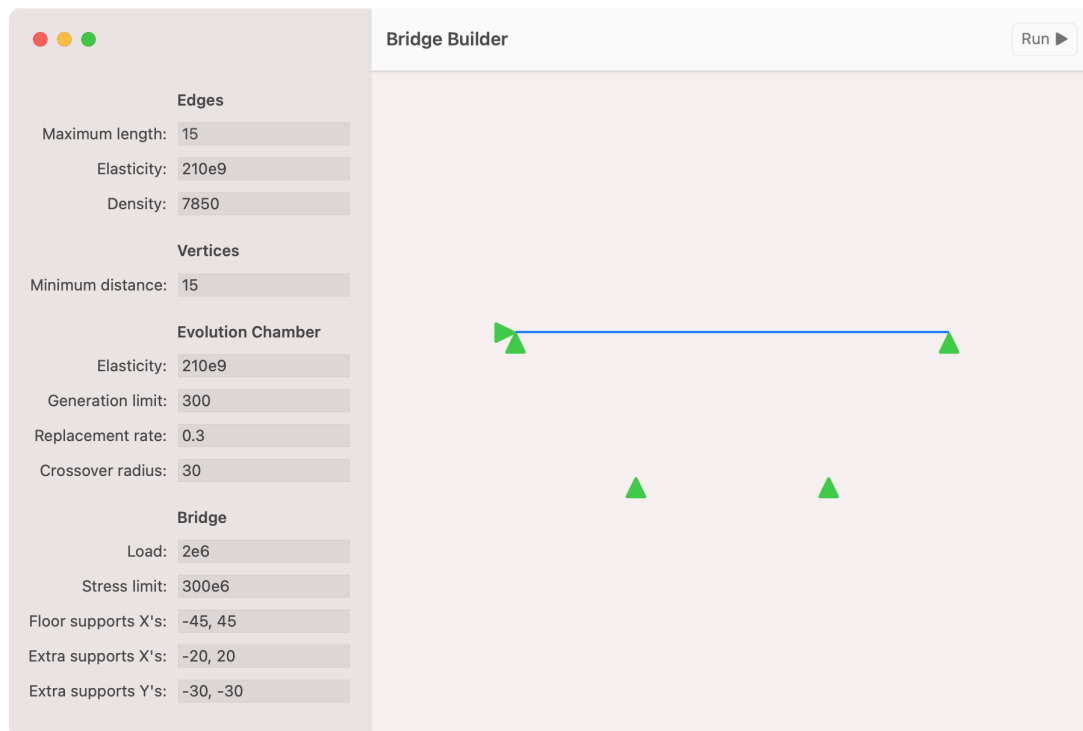 Bridge Builder
Run
Edges
Maximum length: 15
Elasticity: 210e9
Density: 7850
Vertices
Minimum distance: 15
Evolution Chamber
Elasticity: 210e9
Generation limit: 300
Replacement rate: 0.3
Crossover radius: 30
Bridge
Load: 2e6
Stress limit: 300e6
Floor supports X's: -45, 45
Extra supports X's: -20, 20
Extra supports Y's: -30, -30